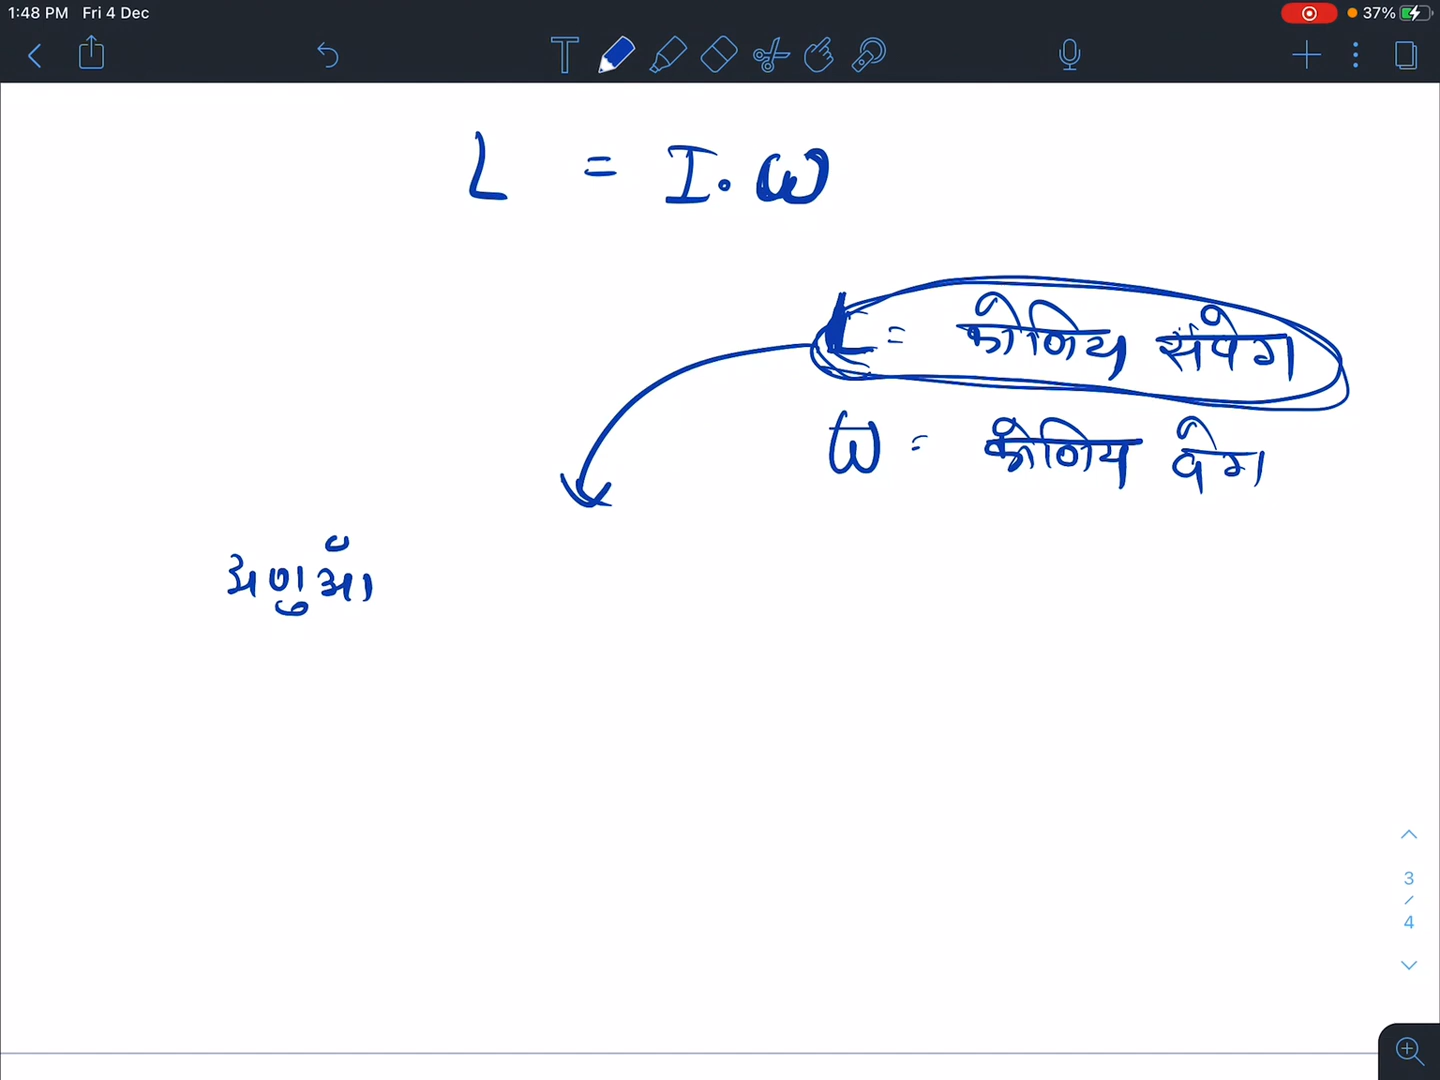 1:48 PM Fri 4 Dec
37%
T
L = I . ω
L = कोणिय संवेग
ω = कोणिय वेग
अणुओं
3
/
4